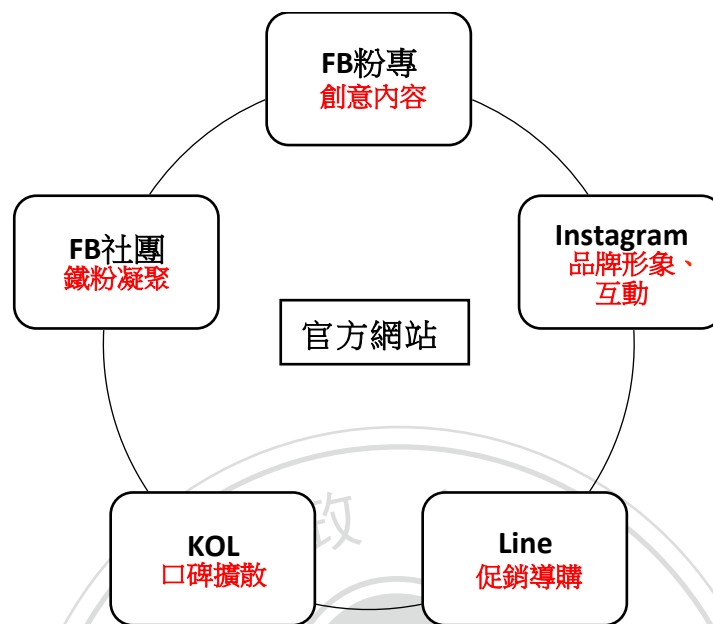 FB粉專
創意內容
FB社團
鐵粉凝聚
Instagram
品牌形象、
互動
官方網站
KOL
口碑擴散
Line
促銷導購
政